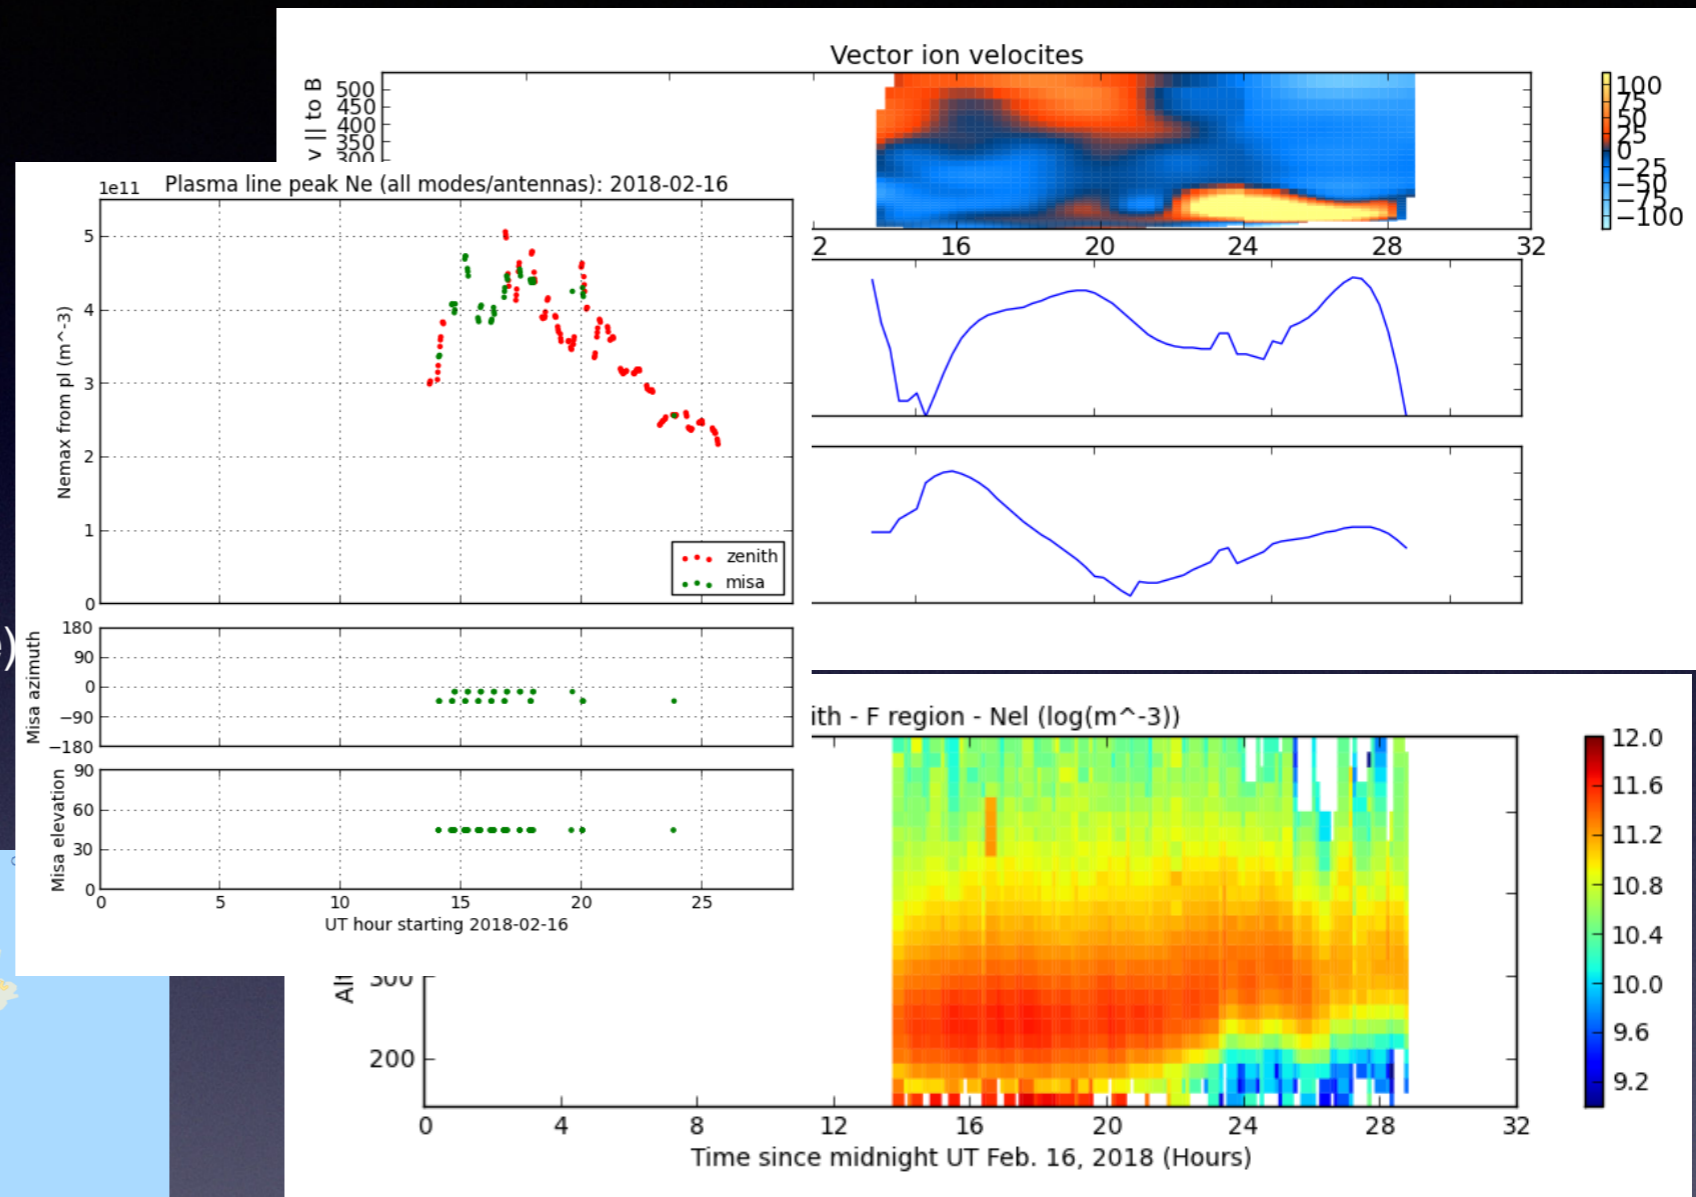 Vector ion velocites
v || to B
500
450
400
350
300
2 16 20 24 28 32
100
75
50
25
0
−25
−50
−75
−100
1e11 Plasma line peak Ne (all modes/antennas): 2018-02-16
Nemax from pl (m^-3)
5
4
3
2
1
0
zenith
misa
e)
Misa azimuth
180
90
0
−90
−180
Misa elevation
90
60
30
0
0 5 10 15 20 25
UT hour starting 2018-02-16
ith - F region - Nel (log(m^-3))
Al
300
200
0 4 8 12 16 20 24 28 32
Time since midnight UT Feb. 16, 2018 (Hours)
12.0
11.6
11.2
10.8
10.4
10.0
9.6
9.2